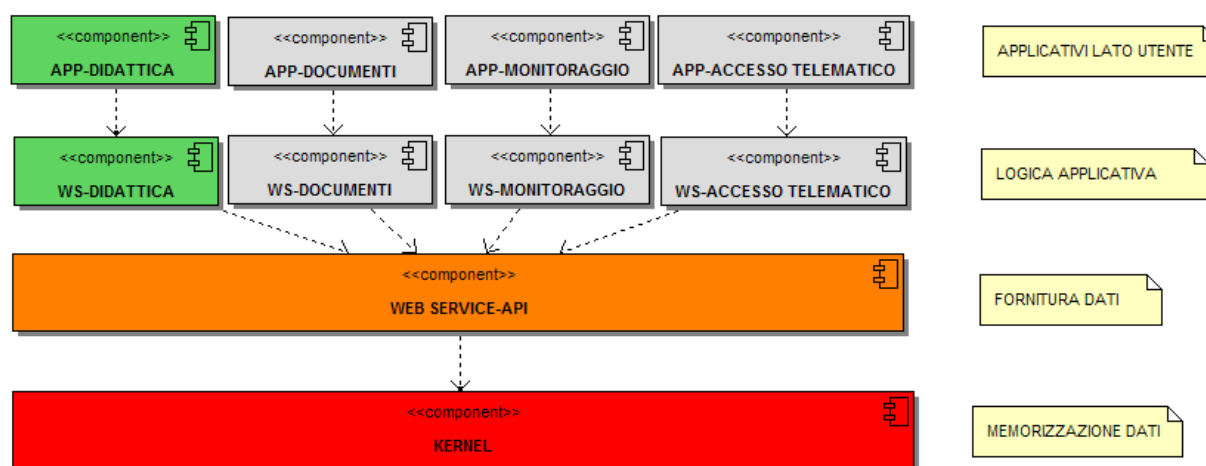 <<component>>
APP-DIDATTICA
<<component>>
APP-DOCUMENTI
<<component>>
APP-MONITORAGGIO
<<component>>
APP-ACCESSO TELEMATICO
APPLICATIVI LATO UTENTE
<<component>>
WS-DIDATTICA
<<component>>
WS-DOCUMENTI
<<component>>
WS-MONITORAGGIO
<<component>>
WS-ACCESSO TELEMATICO
LOGICA APPLICATIVA
<<component>>
WEB SERVICE-API
FORNITURA DATI
<<component>>
KERNEL
MEMORIZZAZIONE DATI